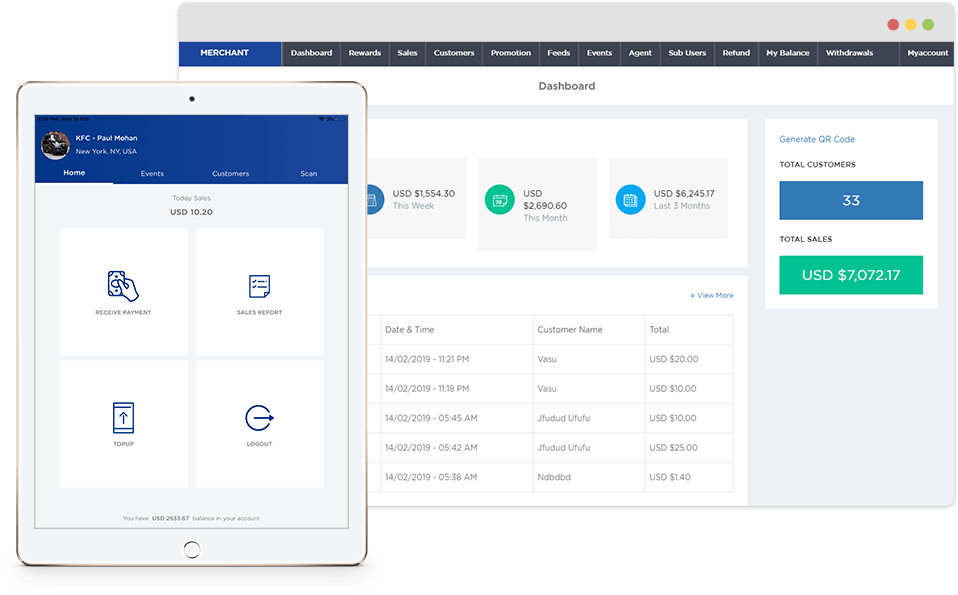 MERCHANT Dashboard Rewards Sales Customers Promotion Feeds Events Agent Sub Users Refund My Balance Withdrawals Myaccount
Dashboard
USD $1,554.30
This Week
USD
$2,690.60
This Month
USD $6,245.17
Last 3 Months
Generate QR Code
TOTAL CUSTOMERS
33
TOTAL SALES
USD $7,072.17
» View More
Date & Time Customer Name Total
14/02/2019 - 11:21 PM Vasu USD $20.00
14/02/2019 - 11:18 PM Vasu USD $10.00
14/02/2019 - 05:45 AM Jfudud Ufufu USD $10.00
14/02/2019 - 05:42 AM Jfudud Ufufu USD $25.00
14/02/2019 - 05:38 AM Ndbdbd USD $1.40
KFC - Paul Mohan
New York, NY, USA
Home Events Customers Scan
Today Sales
USD 10.20
RECEIVE PAYMENT SALES REPORT
TOPUP LOGOUT
You have USD 2633.67 balance in your account